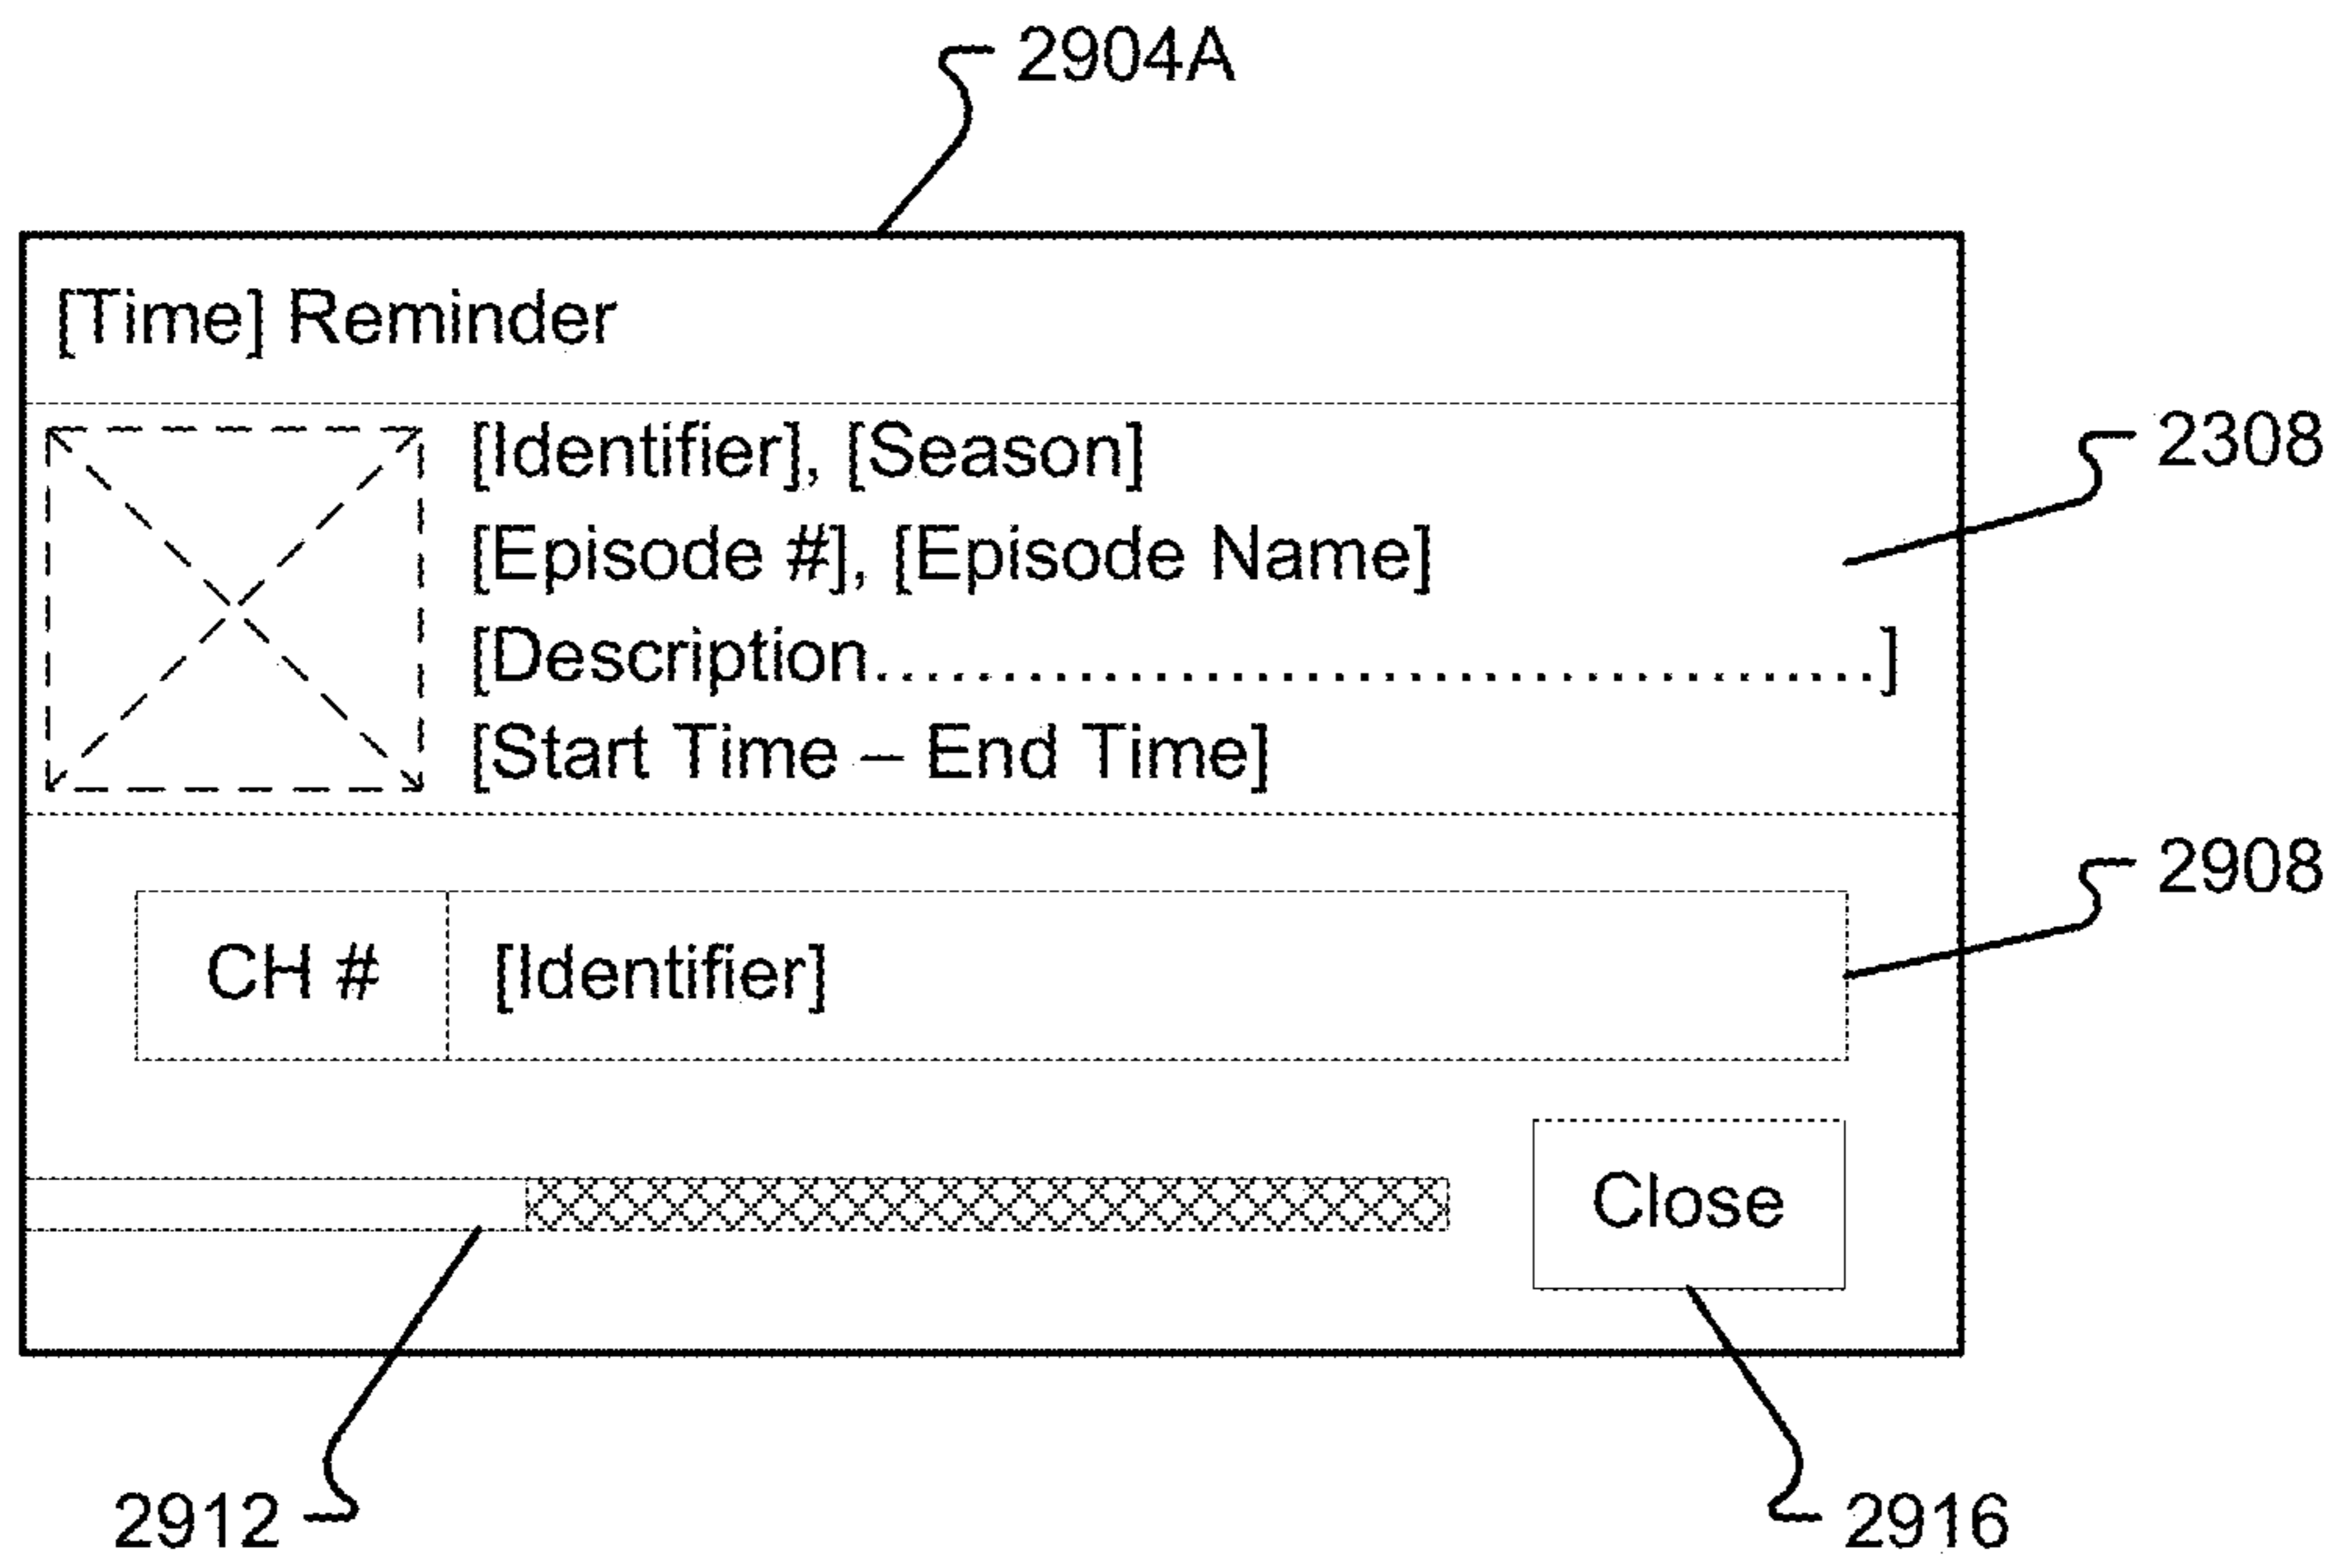 2904A
[Time] Reminder
[Identifier], [Season]
2308
[Episode #], [Episode Name]
[Description.......................................]
[Start Time – End Time]
2908
CH # [Identifier]
Close
2912
2916